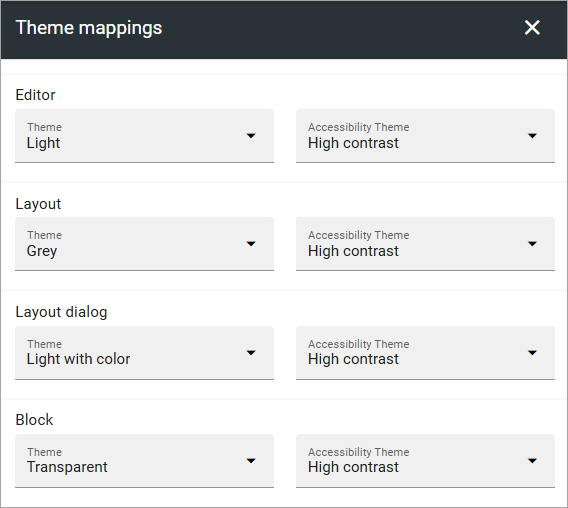 Theme mappings
Editor
Theme
Light
Accessibility Theme
High contrast
Layout
Theme
Grey
Accessibility Theme
High contrast
Layout dialog
Theme
Light with color
Accessibility Theme
High contrast
Block
Theme
Transparent
Accessibility Theme
High contrast